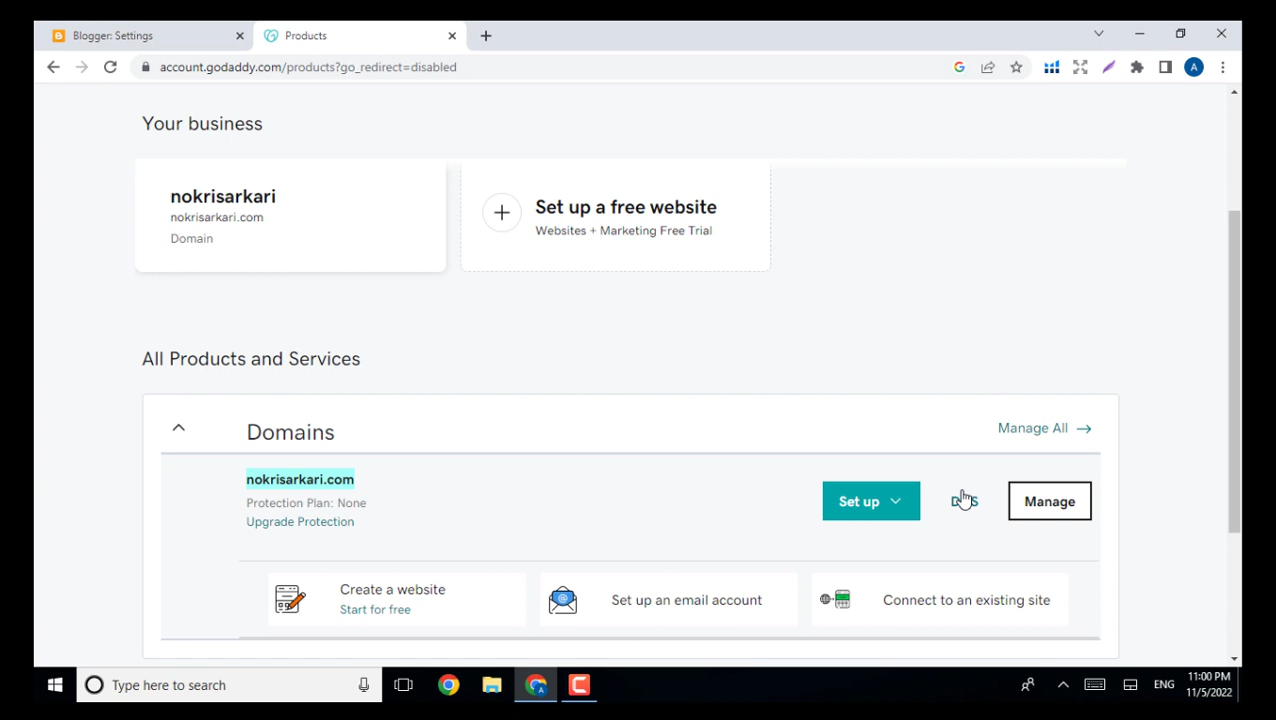 Blogger: Settings
Products
account.godaddy.com/products?go_redirect=disabled
A
Your business
nokrisarkari
nokrisarkari.com
Domain
Set up a free website
Websites + Marketing Free Trial
All Products and Services
Domains
Manage All
nokrisarkari.com
Protection Plan: None
Upgrade Protection
Set up
Manage
Create a website
Start for free
Set up an email account
Connect to an existing site
Type here to search
ENG
11:00 PM
11/5/2022